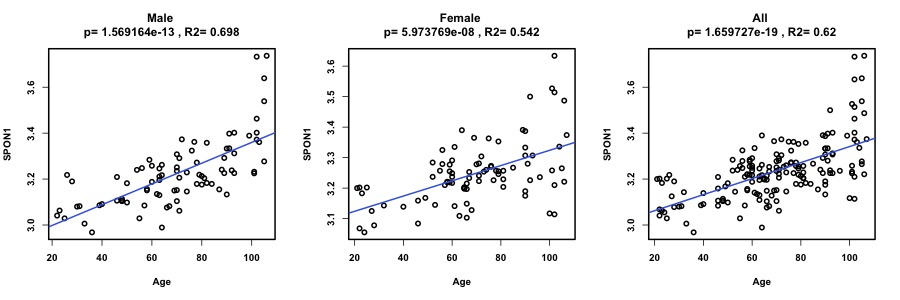 Male
p= 1.569164e-13 , R2= 0.698
SPON1
3.6
3.4
3.2
3.0
20 40 60 80 100
Age
Female
p= 5.973769e-08 , R2= 0.542
SPON1
3.6
3.5
3.4
3.3
3.2
3.1
20 40 60 80 100
Age
All
p= 1.659727e-19 , R2= 0.62
SPON1
3.6
3.4
3.2
3.0
20 40 60 80 100
Age